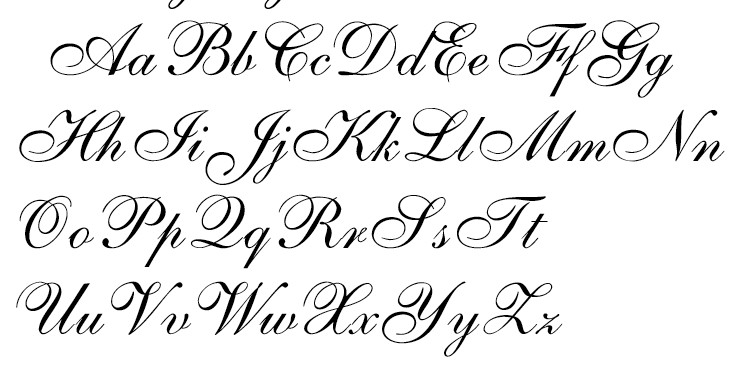 Aa Bb Cc Dd Ee Ff Gg
Hh Ii Jj Kk Ll Mm Nn
Oo Pp Qq Rr Ss Tt
Uu Vv Ww Xx Yy Zz